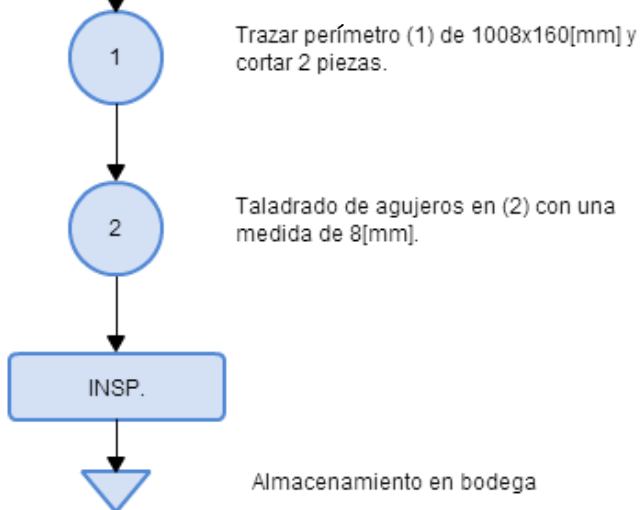 1
Trazar perímetro (1) de 1008x160[mm] y
cortar 2 piezas.
2
Taladrado de agujeros en (2) con una
medida de 8[mm].
INSP.
Almacenamiento en bodega